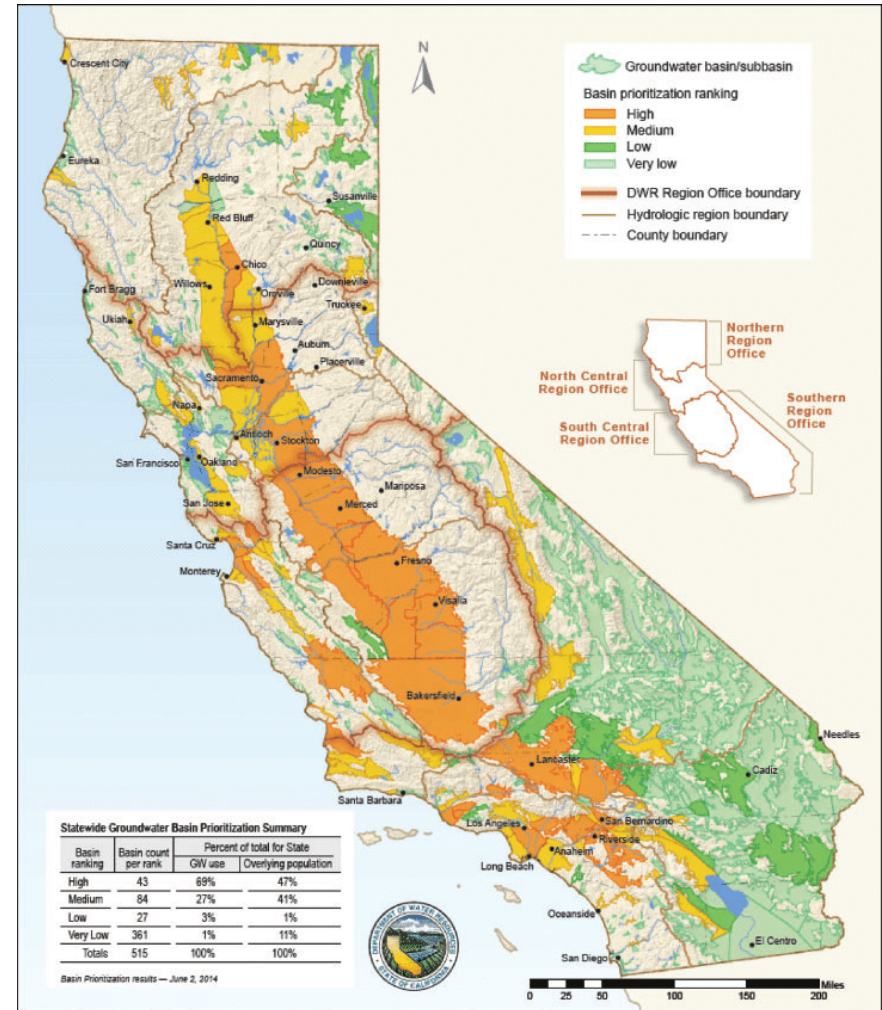 N
Groundwater basin/subbasin
Basin prioritization ranking
High
Medium
Low
Very low
DWR Region Office boundary
Hydrologic region boundary
County boundary
Northern
Region
Office
North Central
Region Office
South Central
Region Office
Southern
Region
Office
Crescent City
Eureka
Redding
Susanville
Red Bluff
Quincy
Chico
Fort Bragg
Willows
Oroville
Downieville
Truckee
Ukiah
Marysville
Auburn
Placerville
Sacramento
Napa
Antioch
Stockton
San Francisco
Oakland
Modesto
Mariposa
San Jose
Merced
Santa Cruz
Monterey
Fresno
Visalia
Bakersfield
Needles
Lancaster
Cadiz
Santa Barbara
Los Angeles
San Bernardino
Riverside
Long Beach
Anaheim
Oceanside
El Centro
San Diego
Statewide Groundwater Basin Prioritization Summary
Basin ranking Basin count per rank Percent of total for State
GW use Overlying population
High 43 69% 47%
Medium 84 27% 41%
Low 27 3% 1%
Very Low 361 1% 11%
Totals 515 100% 100%
Basin Prioritization results — June 2, 2014
DEPARTMENT OF WATER RESOURCES
STATE OF CALIFORNIA
Miles
0 25 50 100 150 200